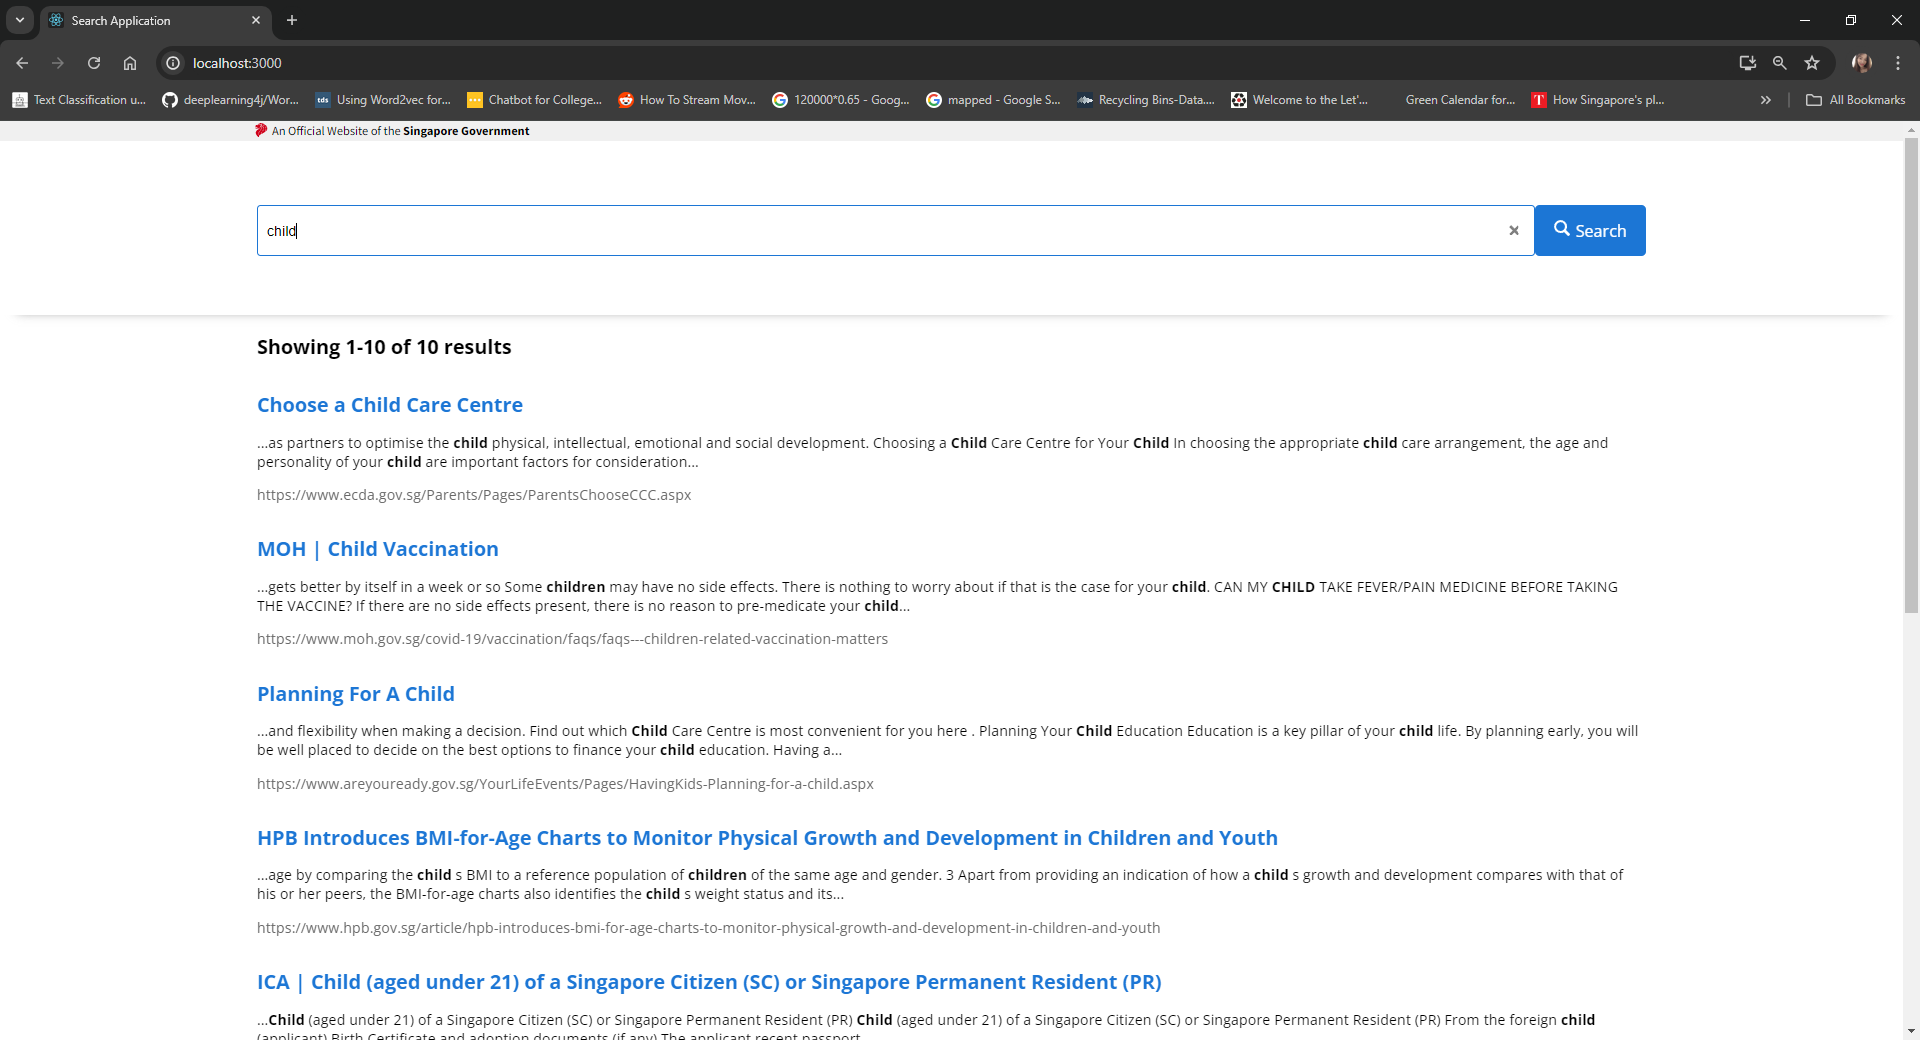 Search Application
localhost:3000
Text Classification u...
deeplearning4j/Wor...
tds
Using Word2vec for...
Chatbot for College...
How To Stream Mov...
120000*0.65 - Goog...
mapped - Google S...
Recycling Bins-Data....
Welcome to the Let'...
Green Calendar for...
T
How Singapore's pl...
All Bookmarks
An Official Website of the Singapore Government
child
Search
Showing 1-10 of 10 results
Choose a Child Care Centre
...as partners to optimise the child physical, intellectual, emotional and social development. Choosing a Child Care Centre for Your Child In choosing the appropriate child care arrangement, the age and
personality of your child are important factors for consideration...
https://www.ecda.gov.sg/Parents/Pages/ParentsChooseCCC.aspx
MOH | Child Vaccination
...gets better by itself in a week or so Some children may have no side effects. There is nothing to worry about if that is the case for your child. CAN MY CHILD TAKE FEVER/PAIN MEDICINE BEFORE TAKING
THE VACCINE? If there are no side effects present, there is no reason to pre-medicate your child...
https://www.moh.gov.sg/covid-19/vaccination/faqs/faqs---children-related-vaccination-matters
Planning For A Child
...and flexibility when making a decision. Find out which Child Care Centre is most convenient for you here . Planning Your Child Education Education is a key pillar of your child life. By planning early, you will
be well placed to decide on the best options to finance your child education. Having a...
https://www.areyouready.gov.sg/YourLifeEvents/Pages/HavingKids-Planning-for-a-child.aspx
HPB Introduces BMI-for-Age Charts to Monitor Physical Growth and Development in Children and Youth
...age by comparing the child s BMI to a reference population of children of the same age and gender. 3 Apart from providing an indication of how a child s growth and development compares with that of
his or her peers, the BMI-for-age charts also identifies the child s weight status and its...
https://www.hpb.gov.sg/article/hpb-introduces-bmi-for-age-charts-to-monitor-physical-growth-and-development-in-children-and-youth
ICA | Child (aged under 21) of a Singapore Citizen (SC) or Singapore Permanent Resident (PR)
...Child (aged under 21) of a Singapore Citizen (SC) or Singapore Permanent Resident (PR) Child (aged under 21) of a Singapore Citizen (SC) or Singapore Permanent Resident (PR) From the foreign child
(applicant) Birth Certificate and adoption documents (if any) The applicant recent passport